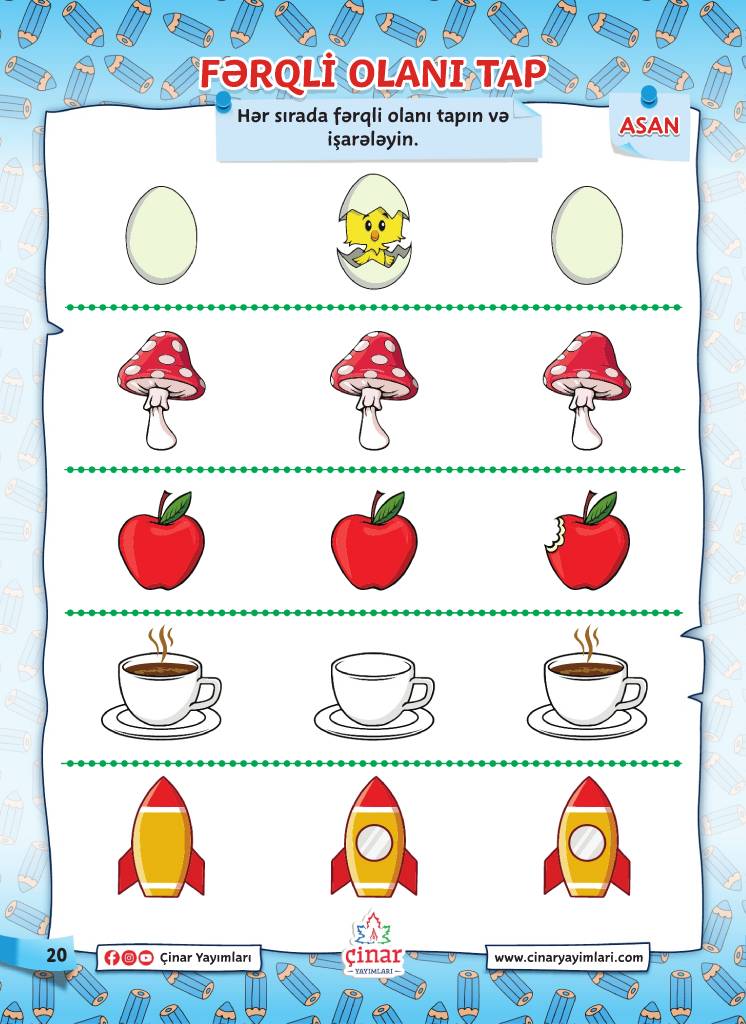 FƏRQLİ OLANI TAP
Hər sırada fərqli olanı tapın və
işarələyin.
ASAN
20
Çinar Yayımları
çinar
YAYIMLARI
www.cinaryayimlari.com